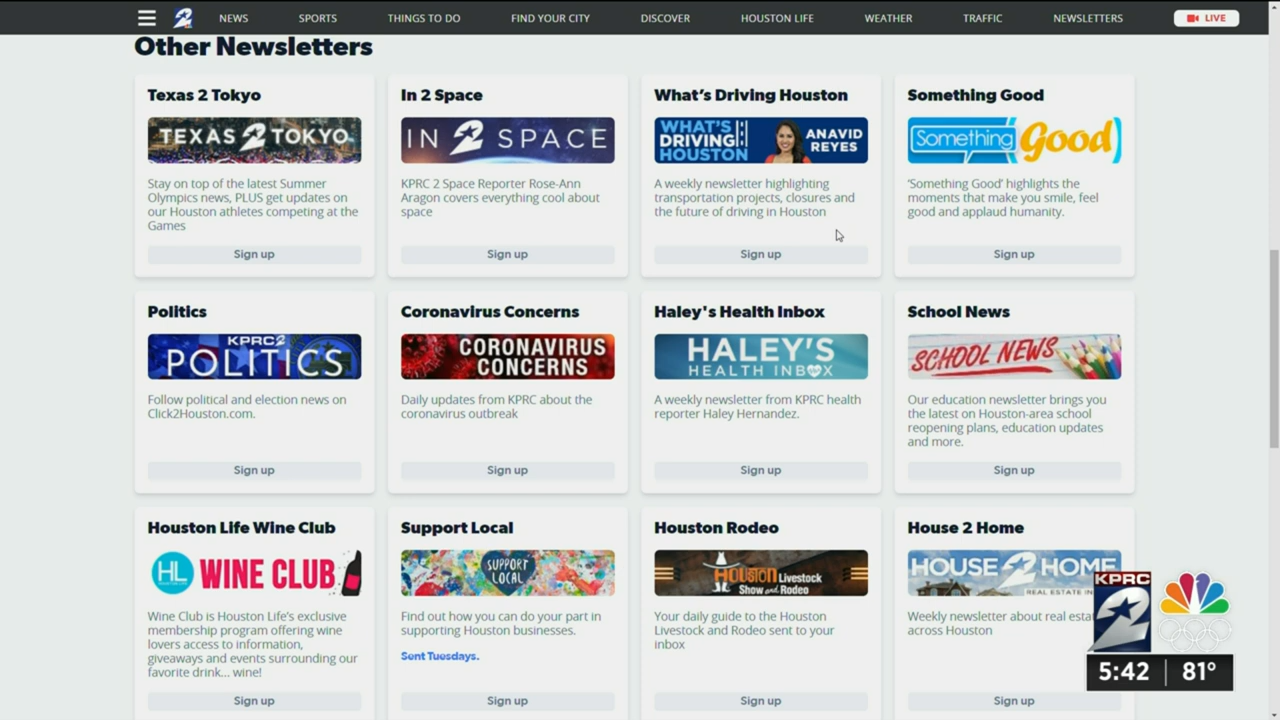 2
NEWS
SPORTS
THINGS TO DO
FIND YOUR CITY
DISCOVER
HOUSTON LIFE
WEATHER
TRAFFIC
NEWSLETTERS
LIVE
Other Newsletters
Texas 2 Tokyo
TEXAS 2 TOKYO
Stay on top of the latest Summer
Olympics news, PLUS get updates on
our Houston athletes competing at the
Games
Sign up
In 2 Space
IN 2 SPACE
KPRC 2 Space Reporter Rose-Ann
Aragon covers everything cool about
space
Sign up
What's Driving Houston
WHAT'S
DRIVING
HOUSTON
ANAVID
REYES
A weekly newsletter highlighting
transportation projects, closures and
the future of driving in Houston
Sign up
Something Good
Something Good
'Something Good' highlights the
moments that make you smile, feel
good and applaud humanity.
Sign up
Politics
KPRC2
POLITICS
Follow political and election news on
Click2Houston.com.
Sign up
Coronavirus Concerns
CORONAVIRUS
CONCERNS
Daily updates from KPRC about the
coronavirus outbreak
Sign up
Haley's Health Inbox
HALEY'S
HEALTH INBOX
A weekly newsletter from KPRC health
reporter Haley Hernandez.
Sign up
School News
SCHOOL NEWS
Our education newsletter brings you
the latest on Houston-area school
reopening plans, education updates
and more.
Sign up
Houston Life Wine Club
HL WINE CLUB
Wine Club is Houston Life's exclusive
membership program offering wine
lovers access to information,
giveaways and events surrounding our
favorite drink... wine!
Sign up
Support Local
SUPPORT
LOCAL
Find out how you can do your part in
supporting Houston businesses.
Sent Tuesdays.
Sign up
Houston Rodeo
HOUSTON Livestock
Show and Rodeo
Your daily guide to the Houston
Livestock and Rodeo sent to your
inbox
Sign up
House 2 Home
HOUSE 2 HOME
REAL ESTATE IN
Weekly newsletter about real esta
across Houston
Sign up
KPRC
2
5:42
81°